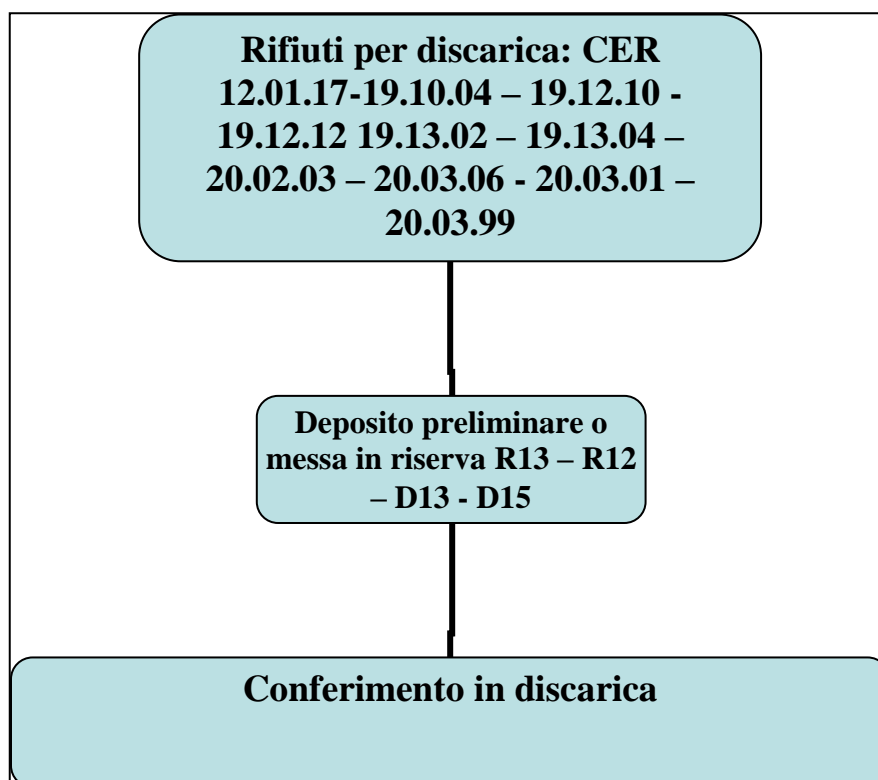 Rifiuti per discarica: CER
12.01.17-19.10.04 – 19.12.10 -
19.12.12 19.13.02 – 19.13.04 –
20.02.03 – 20.03.06 - 20.03.01 –
20.03.99
Deposito preliminare o
messa in riserva R13 – R12
– D13 - D15
Conferimento in discarica